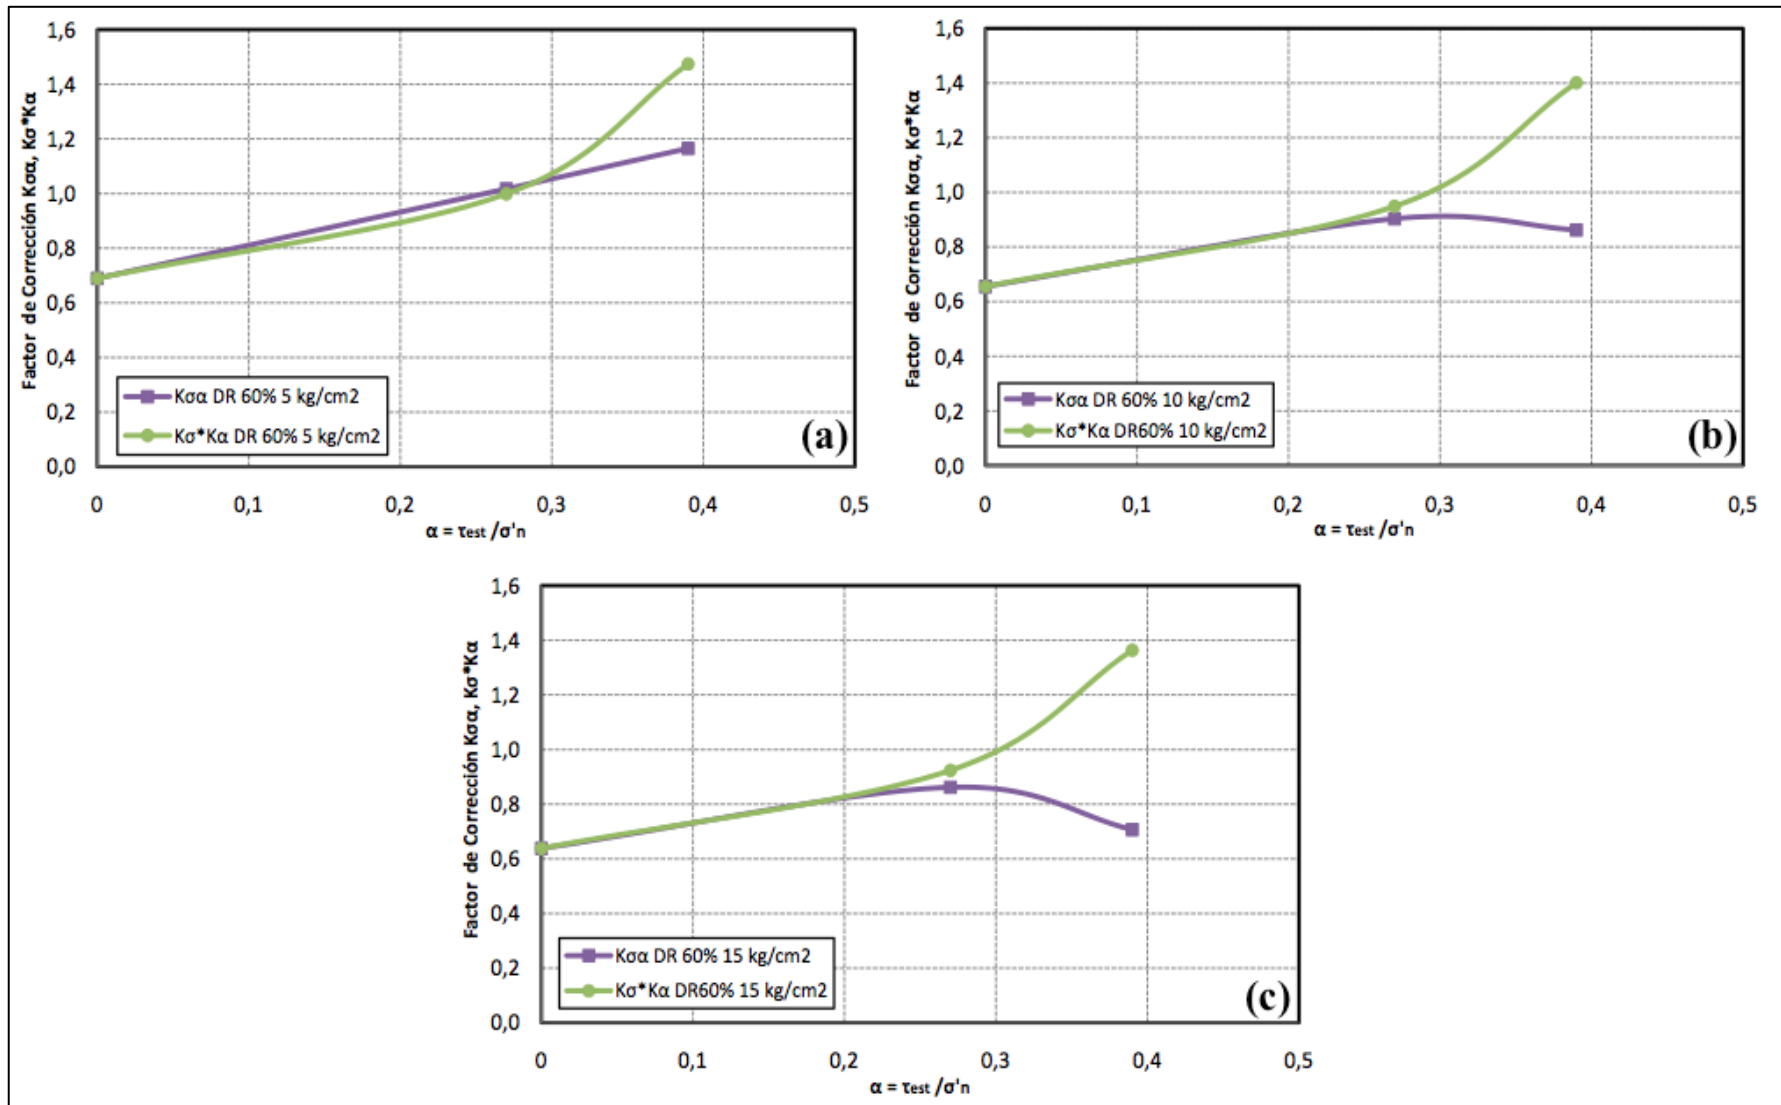 Factor de Corrección Kσα, Kσ*Kα
1,6
1,4
1,2
1,0
0,8
0,6
0,4
0,2
0,0
Kσα DR 60% 5 kg/cm2
Kσ*Kα DR 60% 5 kg/cm2
(a)
0 0,1 0,2 0,3 0,4 0,5
α = τest /σ'n
Factor de Corrección Kσα, Kσ*Kα
1,6
1,4
1,2
1,0
0,8
0,6
0,4
0,2
0,0
Kσα DR 60% 10 kg/cm2
Kσ*Kα DR60% 10 kg/cm2
(b)
0 0,1 0,2 0,3 0,4 0,5
α = τest /σ'n
Factor de Corrección Kσα, Kσ*Kα
1,6
1,4
1,2
1,0
0,8
0,6
0,4
0,2
0,0
Kσα DR 60% 15 kg/cm2
Kσ*Kα DR60% 15 kg/cm2
(c)
0 0,1 0,2 0,3 0,4 0,5
α = τest /σ'n